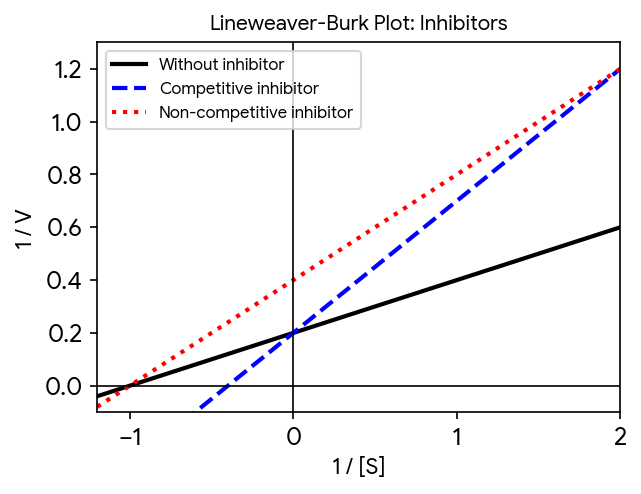 Lineweaver-Burk Plot: Inhibitors
Without inhibitor
Competitive inhibitor
Non-competitive inhibitor
1 / V
1.2
1.0
0.8
0.6
0.4
0.2
0.0
−1
0
1
2
1 / [S]